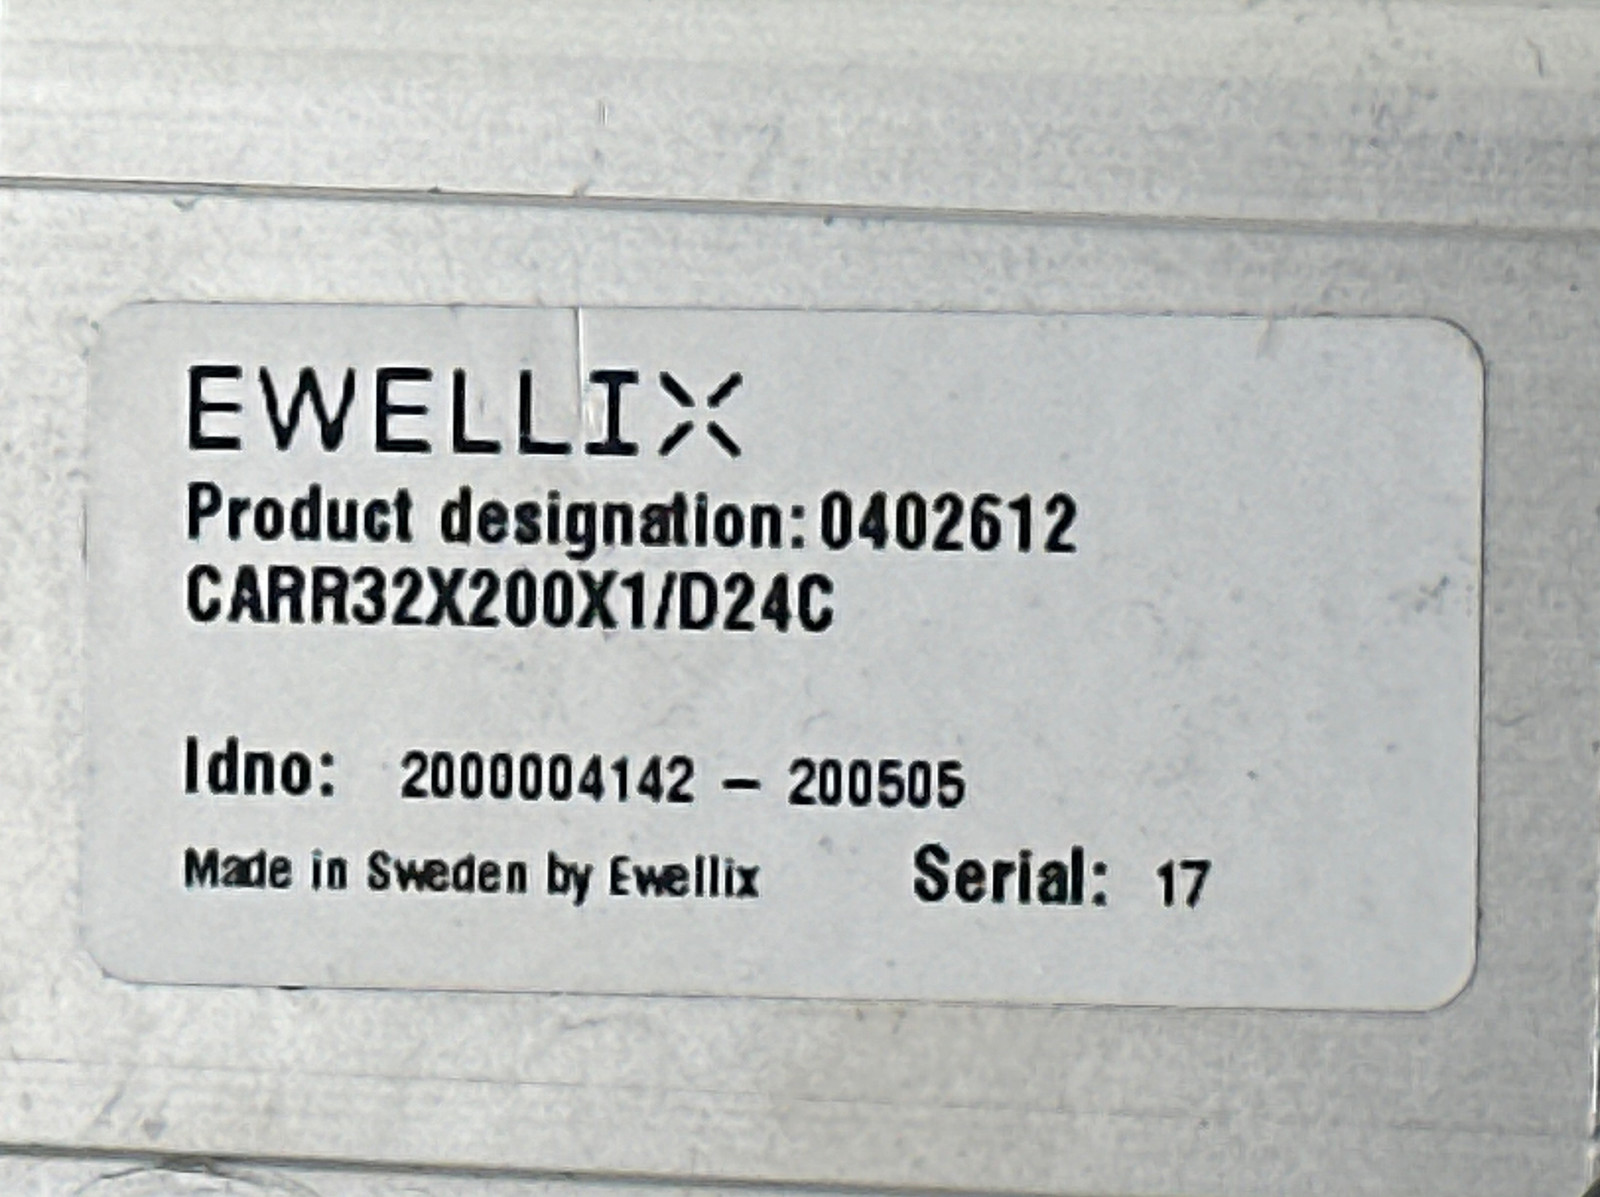 EWELLIX
Product designation: 0402612
CARR32X200X1/D24C
Idno: 2000004142 – 200505
Made in Sweden by Ewellix Serial: 17